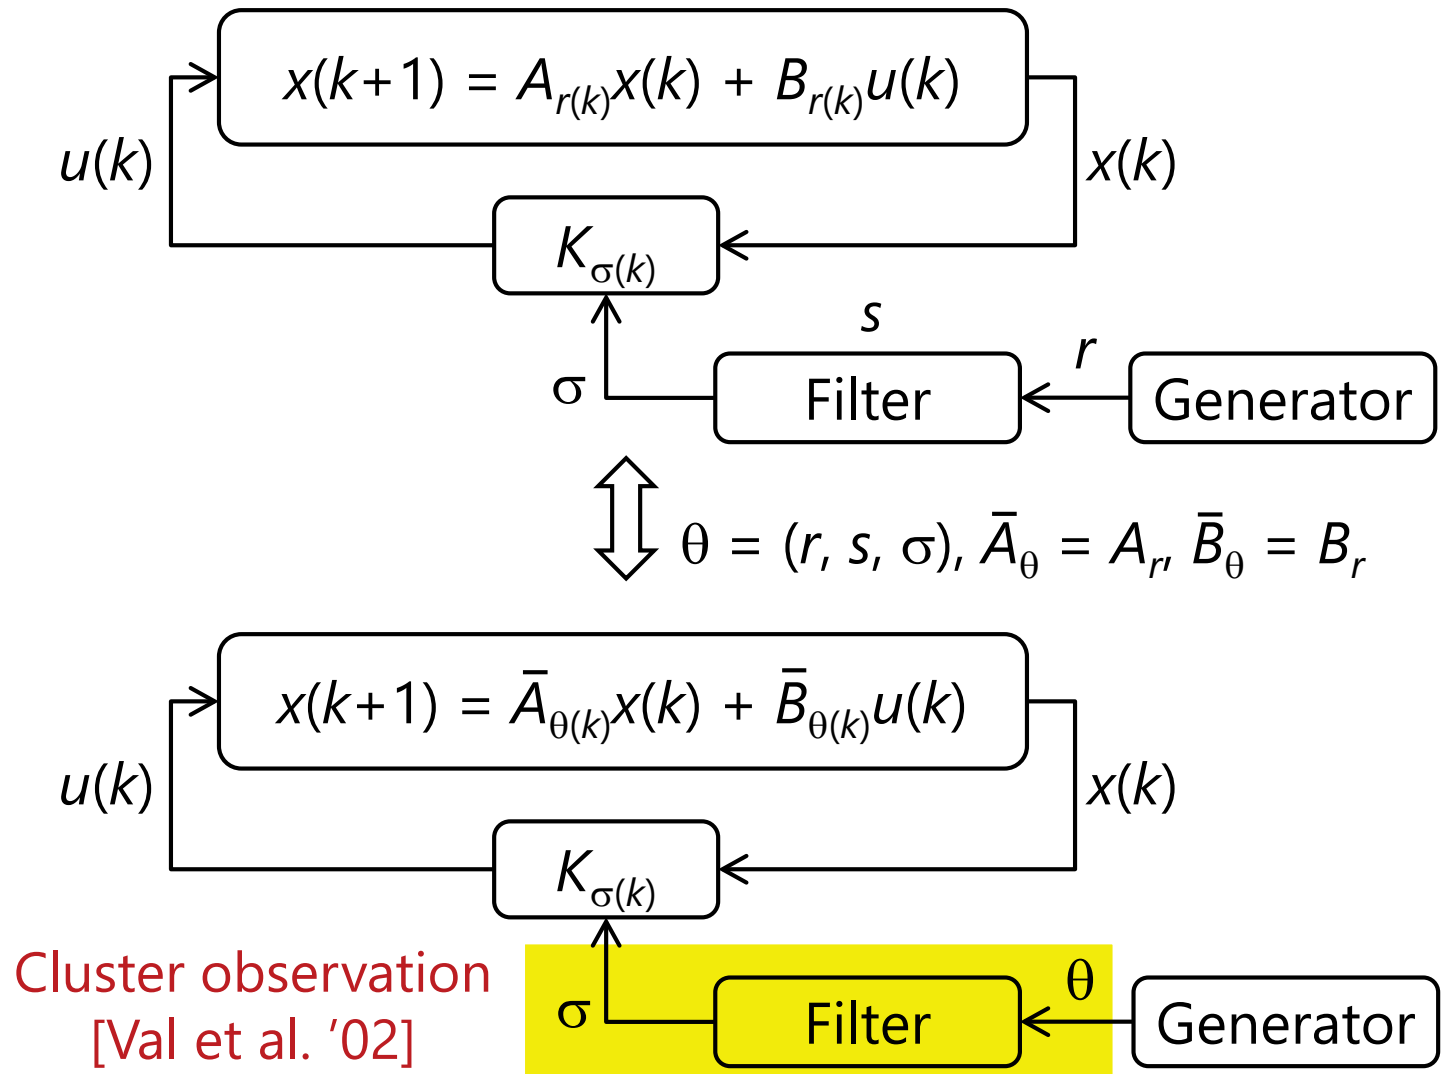 x(k+1) = A_{r(k)}x(k) + B_{r(k)}u(k)
u(k)
x(k)
K_{σ(k)}
s
r
σ
Filter
Generator
θ = (r, s, σ), Ā_θ = A_r, B̄_θ = B_r
x(k+1) = Ā_{θ(k)}x(k) + B̄_{θ(k)}u(k)
u(k)
x(k)
K_{σ(k)}
Cluster observation
[Val et al. ’02]
σ
Filter
θ
Generator